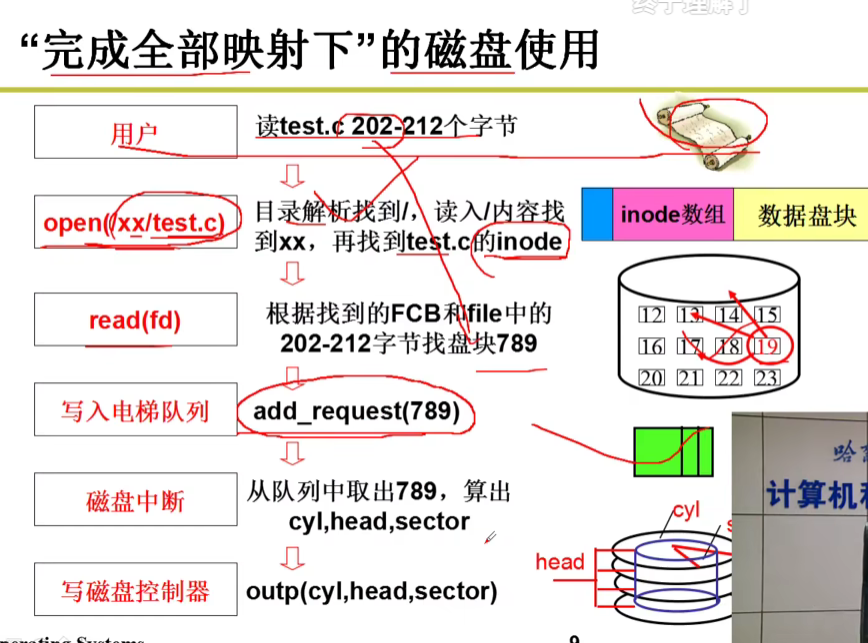 终于理解了
“完成全部映射下”的磁盘使用
用户
读test.c 202-212个字节
open(/xx/test.c)
目录解析找到/，读入/内容找
到xx，再找到test.c的inode
inode数组
数据盘块
read(fd)
根据找到的FCB和file中的
202-212字节找盘块789
12 13 14 15
16 17 18 19
20 21 22 23
写入电梯队列
add_request(789)
磁盘中断
从队列中取出789，算出
cyl,head,sector
写磁盘控制器
outp(cyl,head,sector)
cyl
s
head
哈
计算机
perating Systems
9